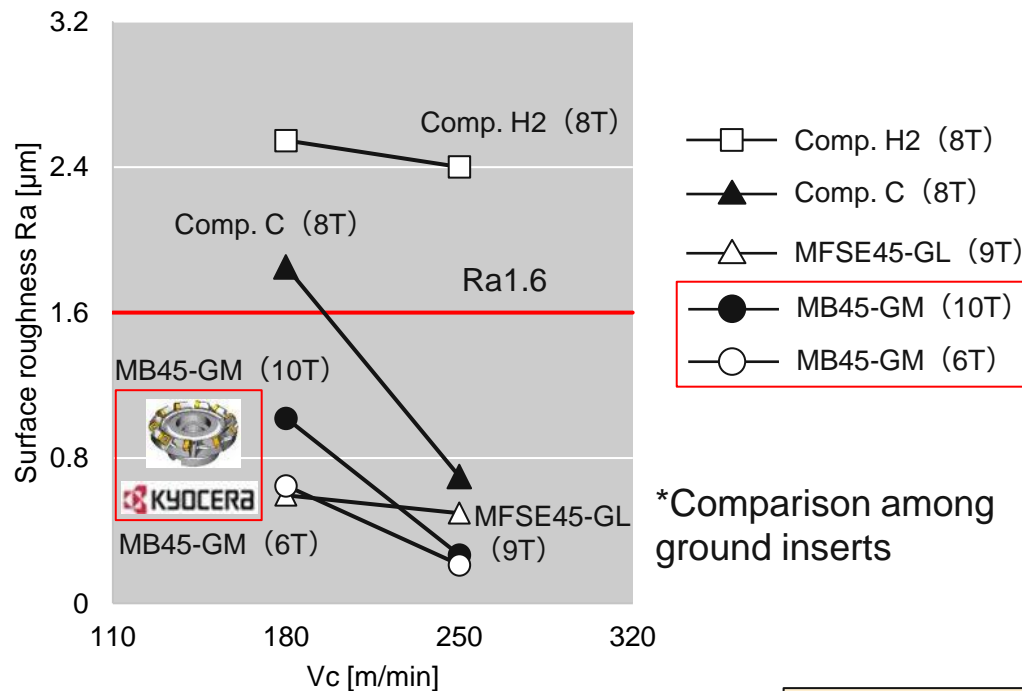 3.2
2.4
1.6
0.8
0
Surface roughness Ra [μm]
110
180
250
320
Vc [m/min]
Comp. H2（8T）
Comp. C（8T）
Ra1.6
MB45-GM（10T）
KYOCERA
MB45-GM（6T）
MFSE45-GL
（9T）
Comp. H2（8T）
Comp. C（8T）
MFSE45-GL（9T）
MB45-GM（10T）
MB45-GM（6T）
*Comparison among
ground inserts